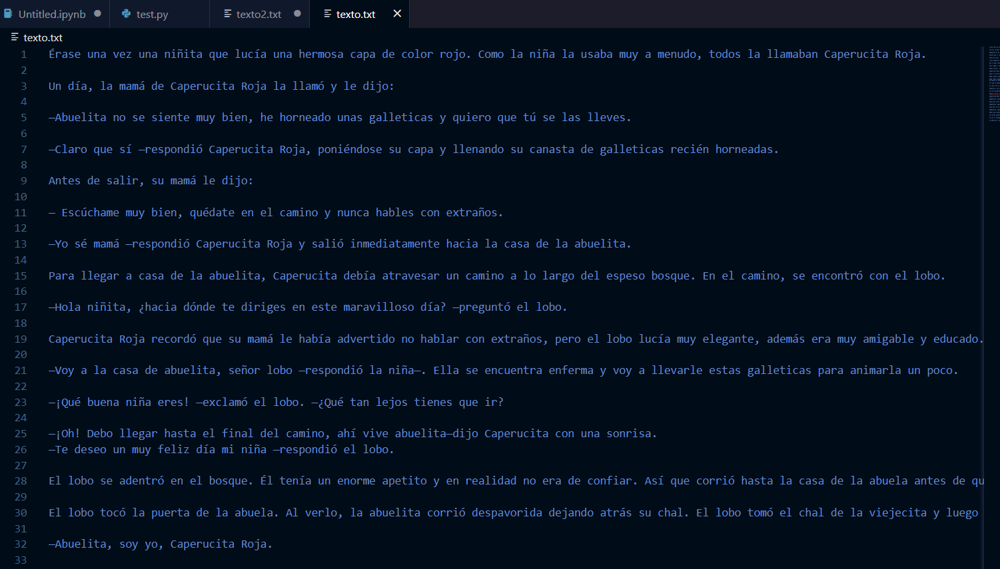 Untitled.ipynb
test.py
texto2.txt
texto.txt
texto.txt
1 Érase una vez una niñita que lucía una hermosa capa de color rojo. Como la niña la usaba muy a menudo, todos la llamaban Caperucita Roja.
2
3 Un día, la mamá de Caperucita Roja la llamó y le dijo:
4
5 —Abuelita no se siente muy bien, he horneado unas galleticas y quiero que tú se las lleves.
6
7 —Claro que sí —respondió Caperucita Roja, poniéndose su capa y llenando su canasta de galleticas recién horneadas.
8
9 Antes de salir, su mamá le dijo:
10
11 — Escúchame muy bien, quédate en el camino y nunca hables con extraños.
12
13 —Yo sé mamá —respondió Caperucita Roja y salió inmediatamente hacia la casa de la abuelita.
14
15 Para llegar a casa de la abuelita, Caperucita debía atravesar un camino a lo largo del espeso bosque. En el camino, se encontró con el lobo.
16
17 —Hola niñita, ¿hacia dónde te diriges en este maravilloso día? —preguntó el lobo.
18
19 Caperucita Roja recordó que su mamá le había advertido no hablar con extraños, pero el lobo lucía muy elegante, además era muy amigable y educado.
20
21 —Voy a la casa de abuelita, señor lobo —respondió la niña—. Ella se encuentra enferma y voy a llevarle estas galleticas para animarla un poco.
22
23 —¡Qué buena niña eres! —exclamó el lobo. —¿Qué tan lejos tienes que ir?
24
25 —¡Oh! Debo llegar hasta el final del camino, ahí vive abuelita—dijo Caperucita con una sonrisa.
26 —Te deseo un muy feliz día mi niña —respondió el lobo.
27
28 El lobo se adentró en el bosque. Él tenía un enorme apetito y en realidad no era de confiar. Así que corrió hasta la casa de la abuela antes de qu
29
30 El lobo tocó la puerta de la abuela. Al verlo, la abuelita corrió despavorida dejando atrás su chal. El lobo tomó el chal de la viejecita y luego
31
32 —Abuelita, soy yo, Caperucita Roja.
33